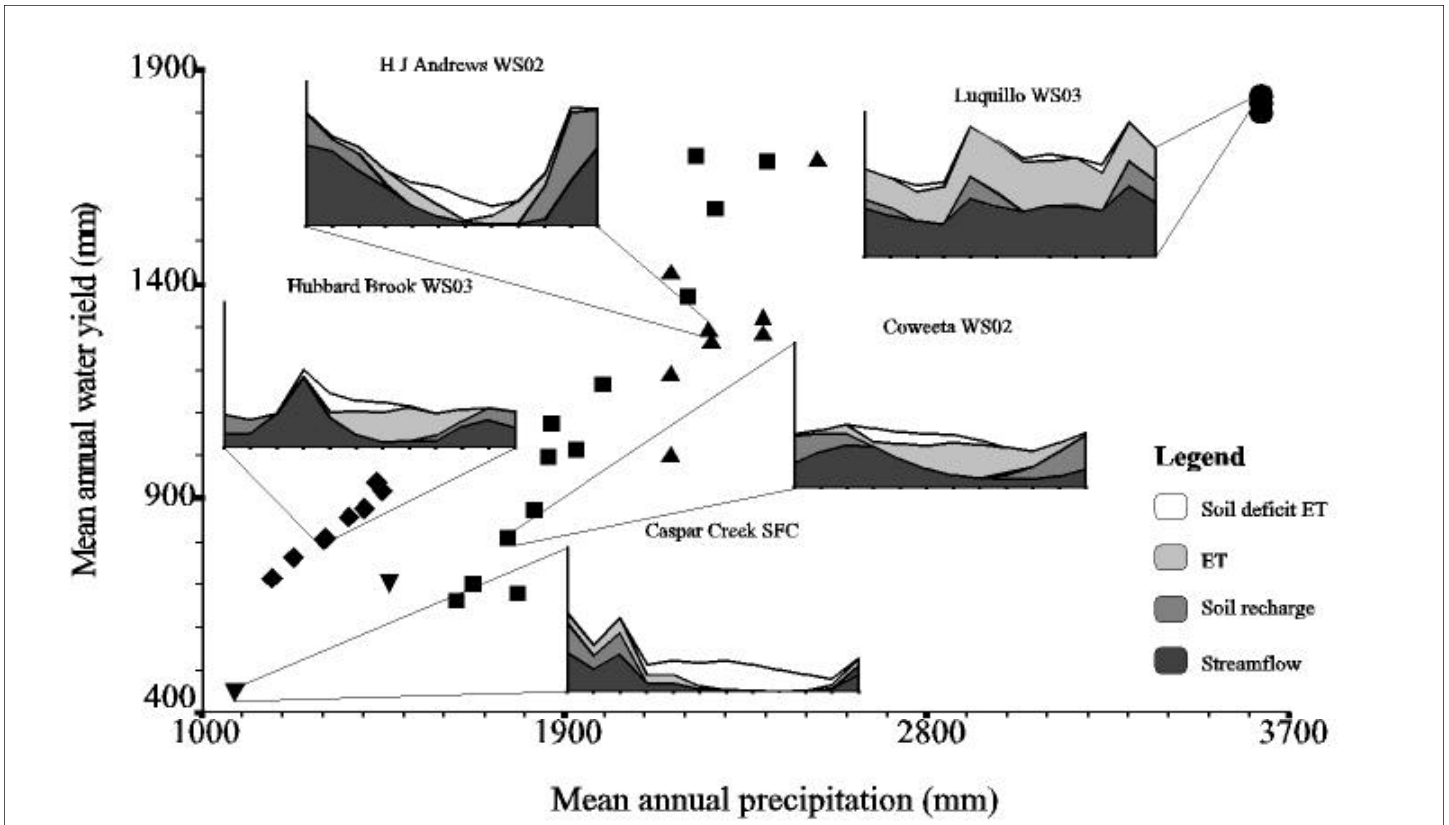 1900
H J Andrews WS02
Luquillo WS03
Mean annual water yield (mm)
1400
Hubbard Brook WS03
Coweeta WS02
900
Caspar Creek SFC
Legend
Soil deficit ET
ET
Soil recharge
Streamflow
400
1000 1900 2800 3700
Mean annual precipitation (mm)